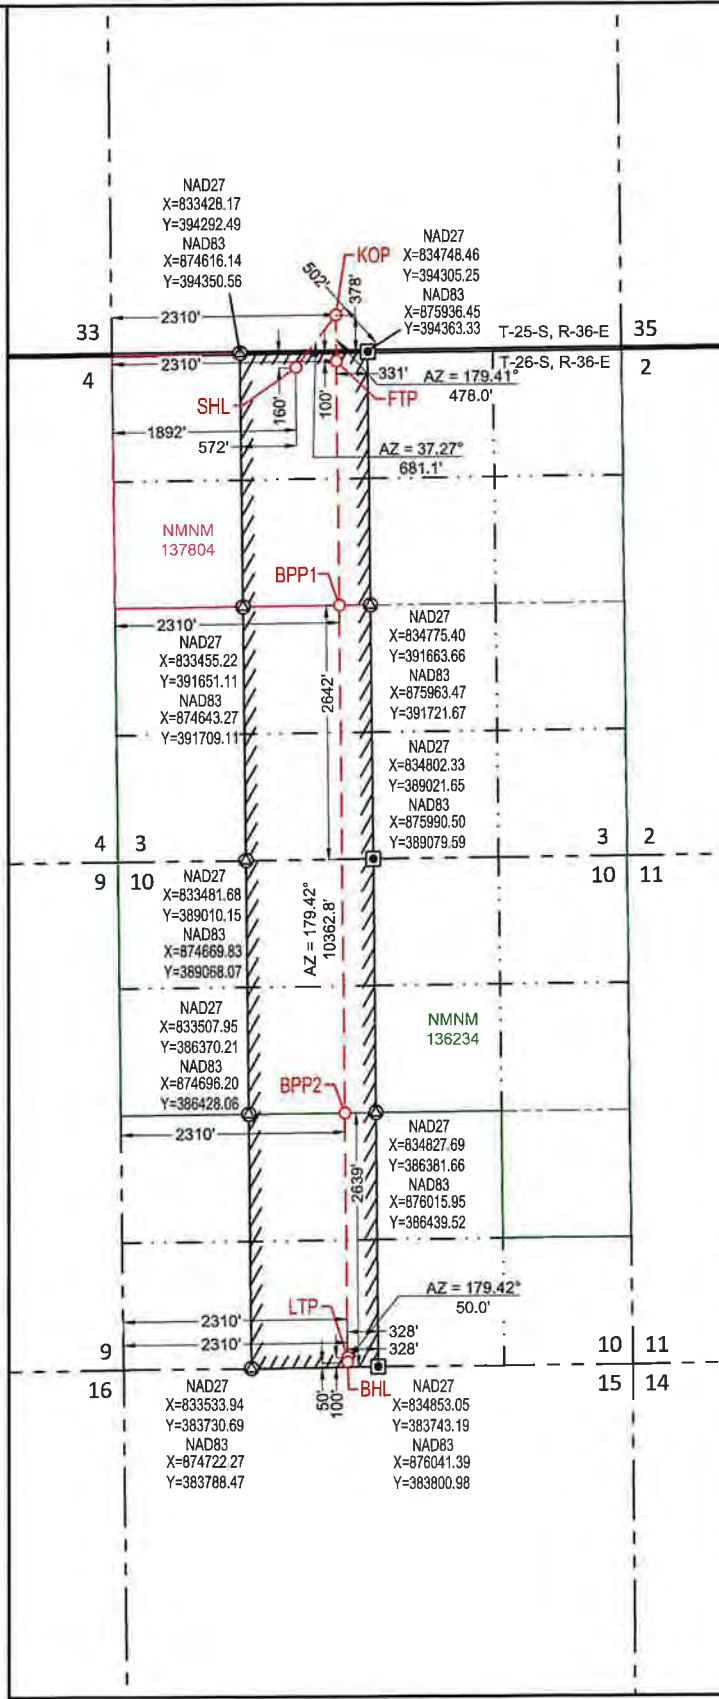 NAD27
X=833428.17
Y=394292.49
NAD83
X=874616.14
Y=394350.56
NAD27
X=834748.46
Y=394305.25
NAD83
X=875936.45
Y=394363.33
KOP
502'
378'
2310'
33
T-25-S, R-36-E
35
4
2310'
T-26-S, R-36-E
2
331'
AZ = 179.41°
478.0'
SHL
160'
100'
FTP
1892'
572'
AZ = 37.27°
681.1'
NMNM
137804
BPP1
2310'
NAD27
X=833455.22
Y=391651.11
NAD83
X=874643.27
Y=391709.11
2642'
NAD27
X=834775.40
Y=391663.66
NAD83
X=875963.47
Y=391721.67
NAD27
X=834802.33
Y=389021.65
NAD83
X=875990.50
Y=389079.59
4 3
3 2
9 10
10 11
NAD27
X=833481.68
Y=389010.15
NAD83
X=874669.83
Y=389068.07
AZ = 179.42°
10362.8'
NAD27
X=833507.95
Y=386370.21
NAD83
X=874696.20
Y=386428.06
NMNM
136234
BPP2
2310'
2639'
NAD27
X=834827.69
Y=386381.66
NAD83
X=876015.95
Y=386439.52
AZ = 179.42°
50.0'
LTP
2310'
328'
2310'
328'
9
10 11
16
15 14
50'
100'
BHL
NAD27
X=833533.94
Y=383730.69
NAD83
X=874722.27
Y=383788.47
NAD27
X=834853.05
Y=383743.19
NAD83
X=876041.39
Y=383800.98